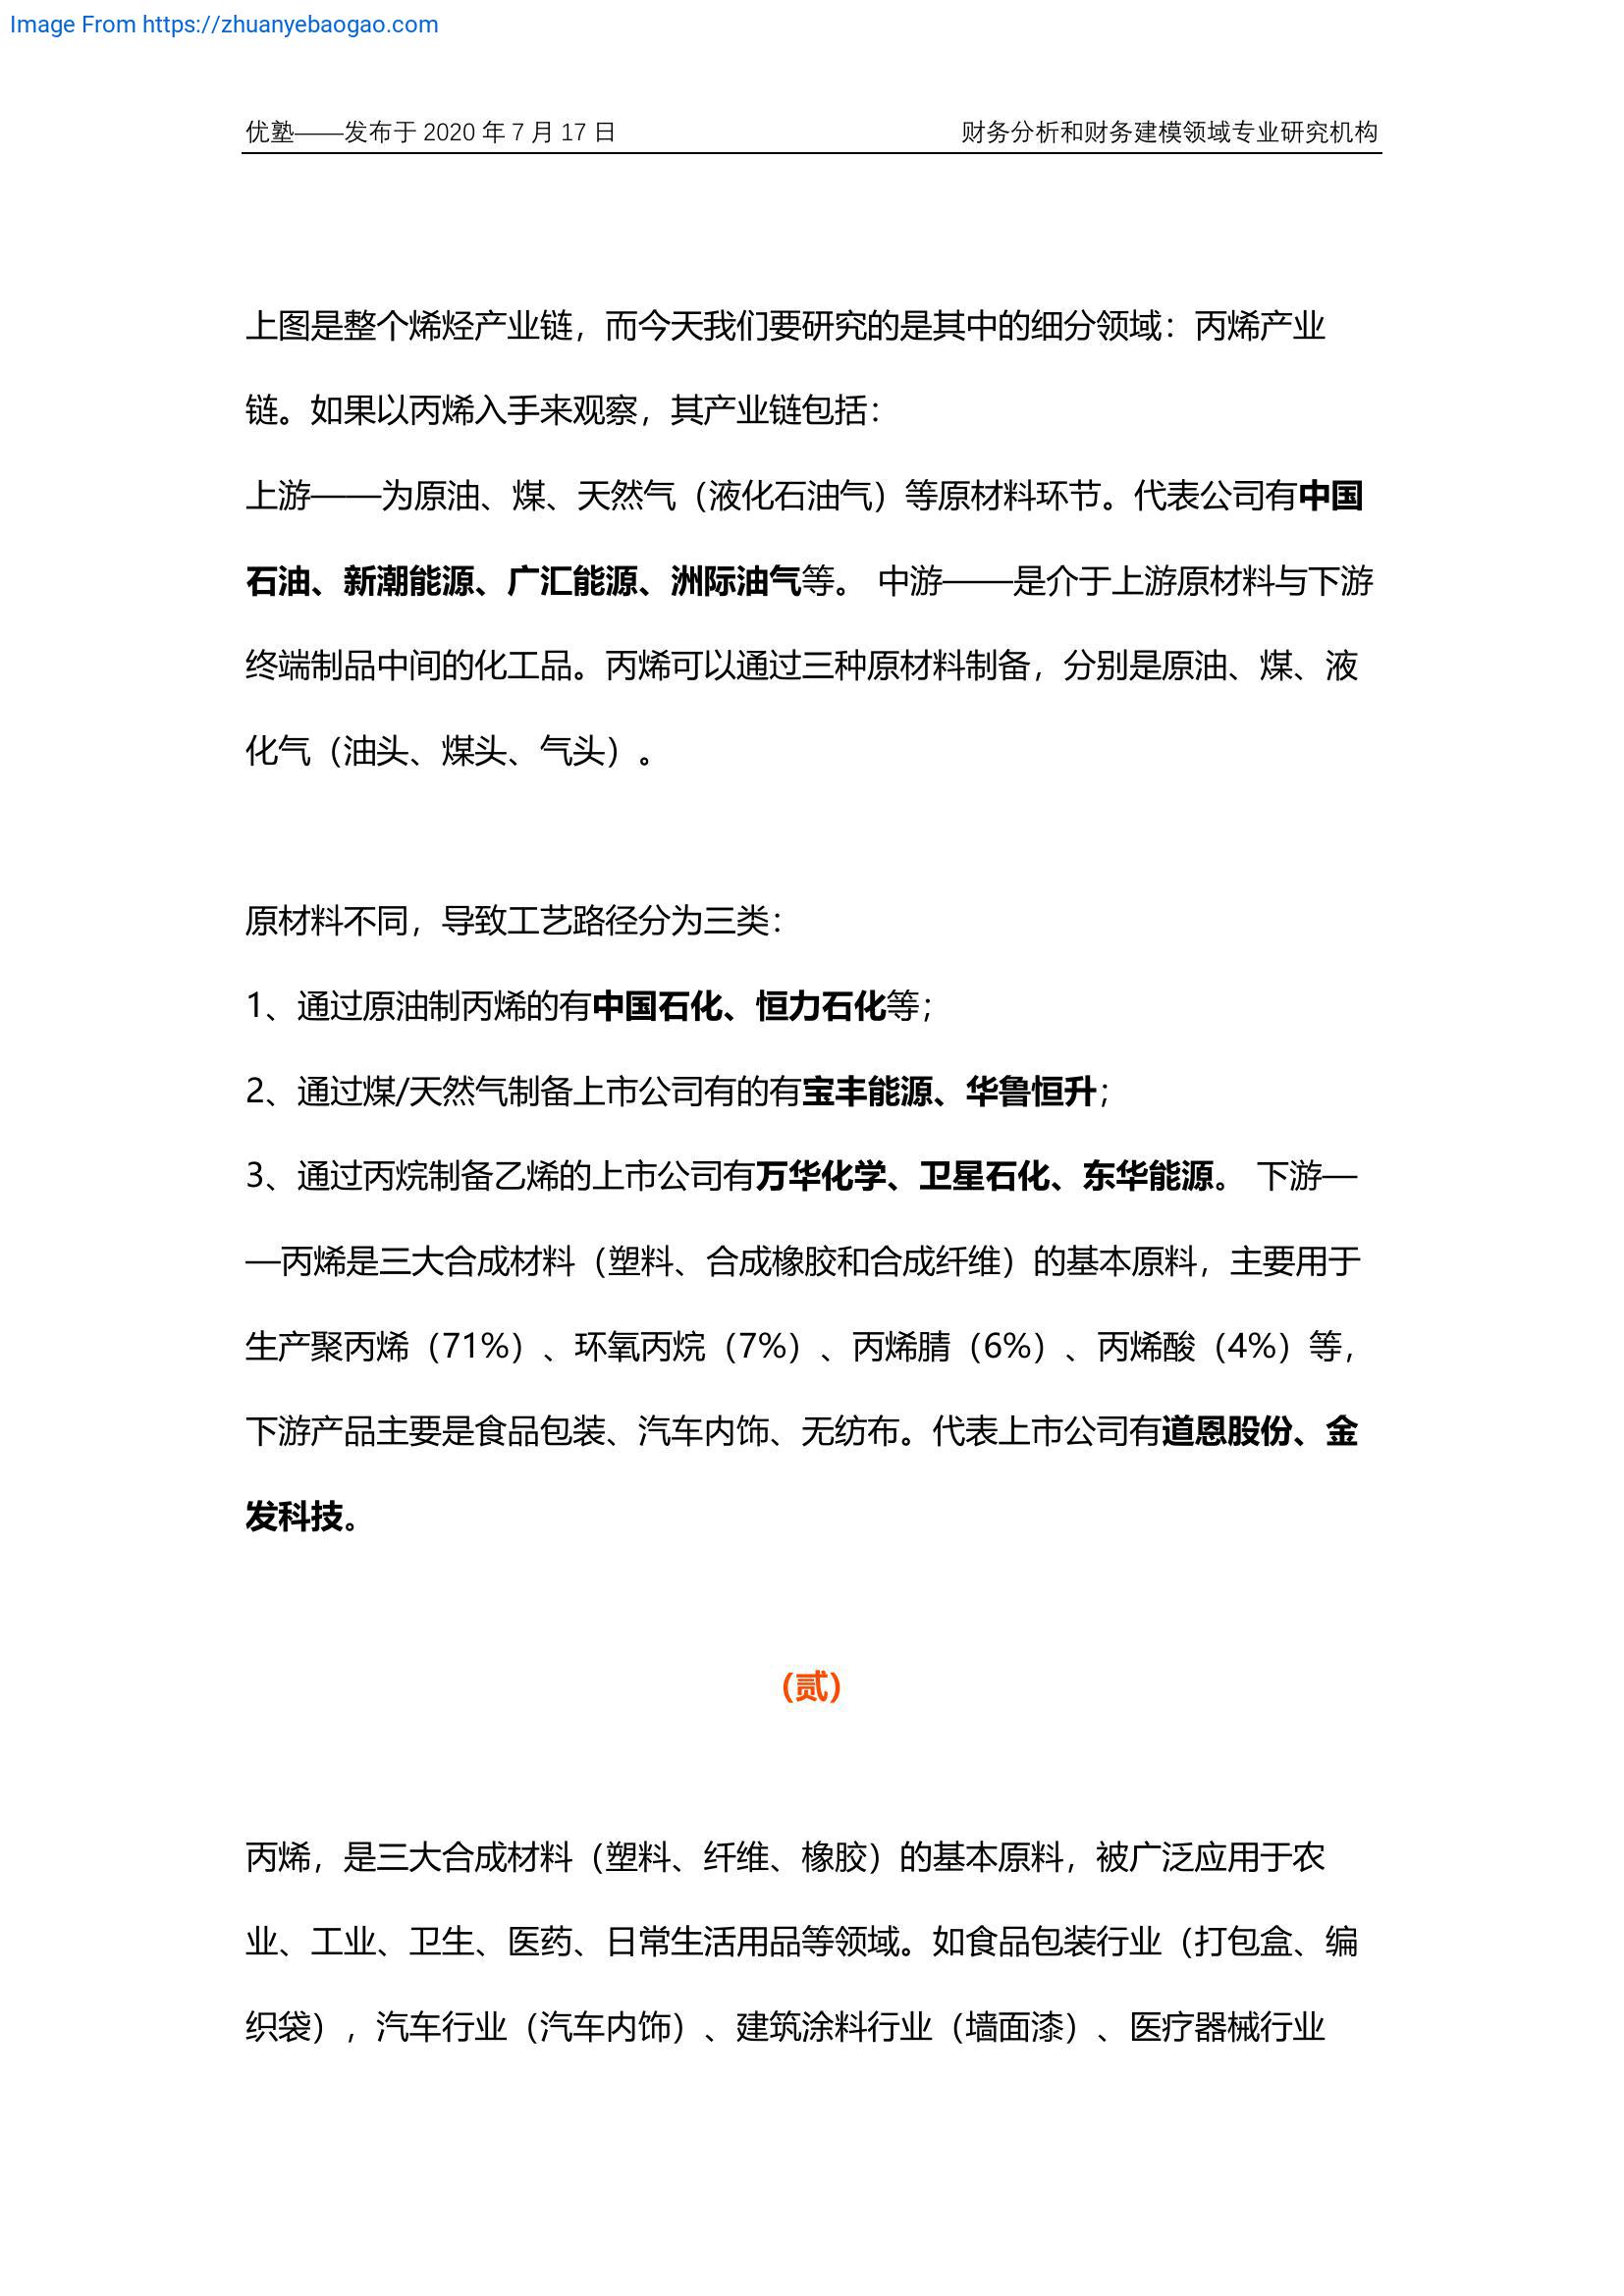 Image From https://zhuanyebaogao.com
优塾——发布于 2020 年 7 月 17 日 财务分析和财务建模领域专业研究机构
上图是整个烯烃产业链，而今天我们要研究的是其中的细分领域：丙烯产业
链。如果以丙烯入手来观察，其产业链包括：
上游——为原油、煤、天然气（液化石油气）等原材料环节。代表公司有中国
石油、新潮能源、广汇能源、洲际油气等。 中游——是介于上游原材料与下游
终端制品中间的化工品。丙烯可以通过三种原材料制备，分别是原油、煤、液
化气（油头、煤头、气头）。
原材料不同，导致工艺路径分为三类：
1、通过原油制丙烯的有中国石化、恒力石化等；
2、通过煤/天然气制备上市公司有的有宝丰能源、华鲁恒升；
3、通过丙烷制备乙烯的上市公司有万华化学、卫星石化、东华能源。 下游—
—丙烯是三大合成材料（塑料、合成橡胶和合成纤维）的基本原料，主要用于
生产聚丙烯（71%）、环氧丙烷（7%）、丙烯腈（6%）、丙烯酸（4%）等，
下游产品主要是食品包装、汽车内饰、无纺布。代表上市公司有道恩股份、金
发科技。
（贰）
丙烯，是三大合成材料（塑料、纤维、橡胶）的基本原料，被广泛应用于农
业、工业、卫生、医药、日常生活用品等领域。如食品包装行业（打包盒、编
织袋），汽车行业（汽车内饰）、建筑涂料行业（墙面漆）、医疗器械行业